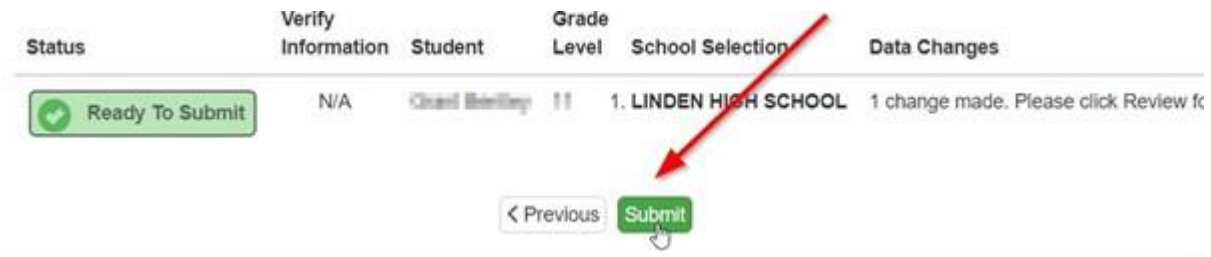 Status Verify Information Student Grade Level School Selection Data Changes
Ready To Submit N/A 11 1. LINDEN HIGH SCHOOL 1 change made. Please click Review fo
Previous Submit